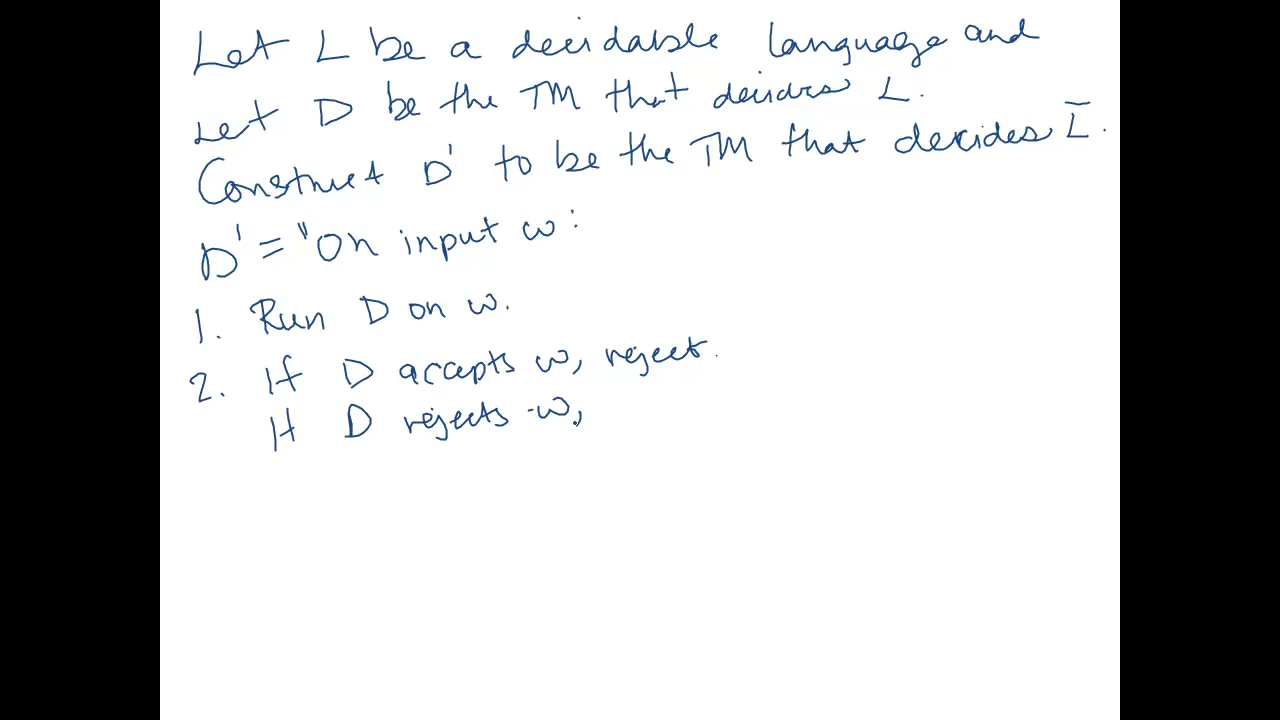 Let L be a decidable language and
Let D be the TM that decides L.
Construct D' to be the TM that decides L̅.
D' = "On input w:
1. Run D on w.
2. If D accepts w, reject.
If D rejects w,